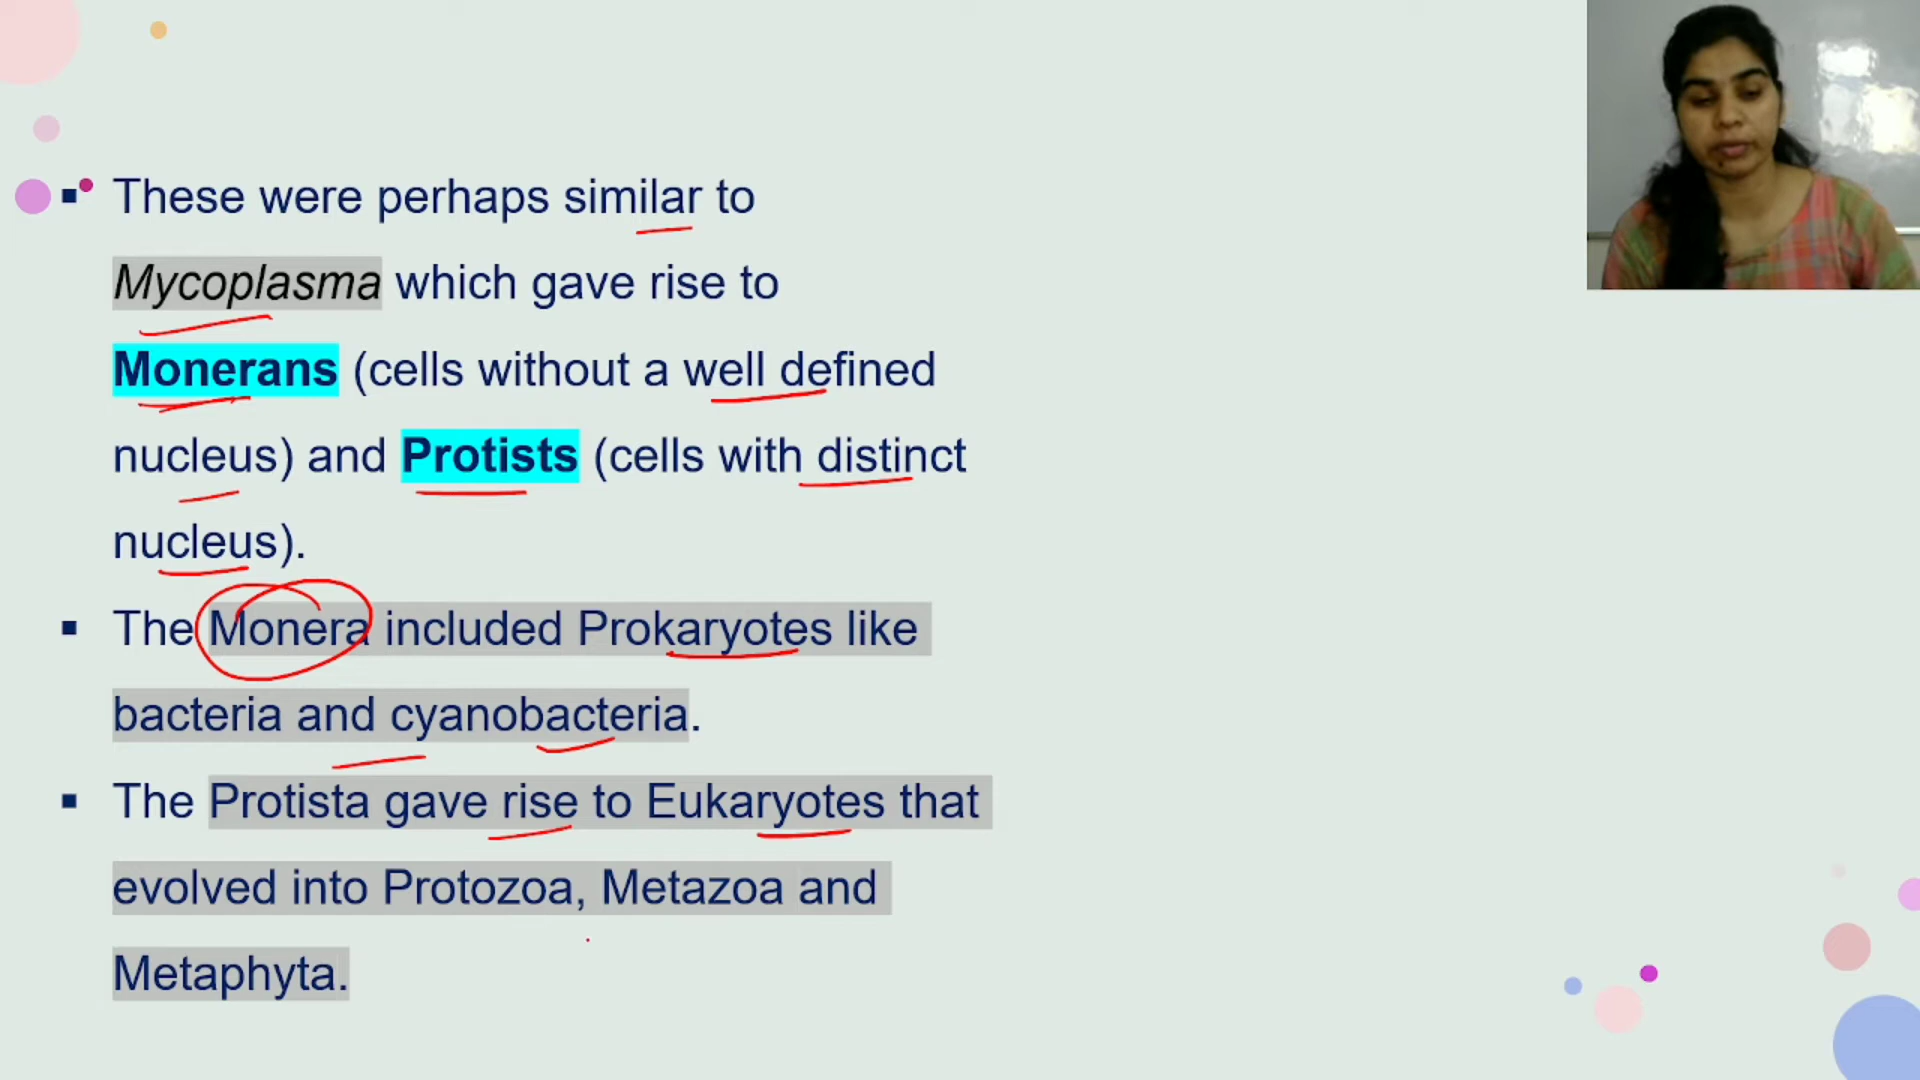 ▪ These were perhaps similar to
Mycoplasma which gave rise to
Monerans (cells without a well defined
nucleus) and Protists (cells with distinct
nucleus).
▪ The Monera included Prokaryotes like
bacteria and cyanobacteria.
▪ The Protista gave rise to Eukaryotes that
evolved into Protozoa, Metazoa and
Metaphyta.